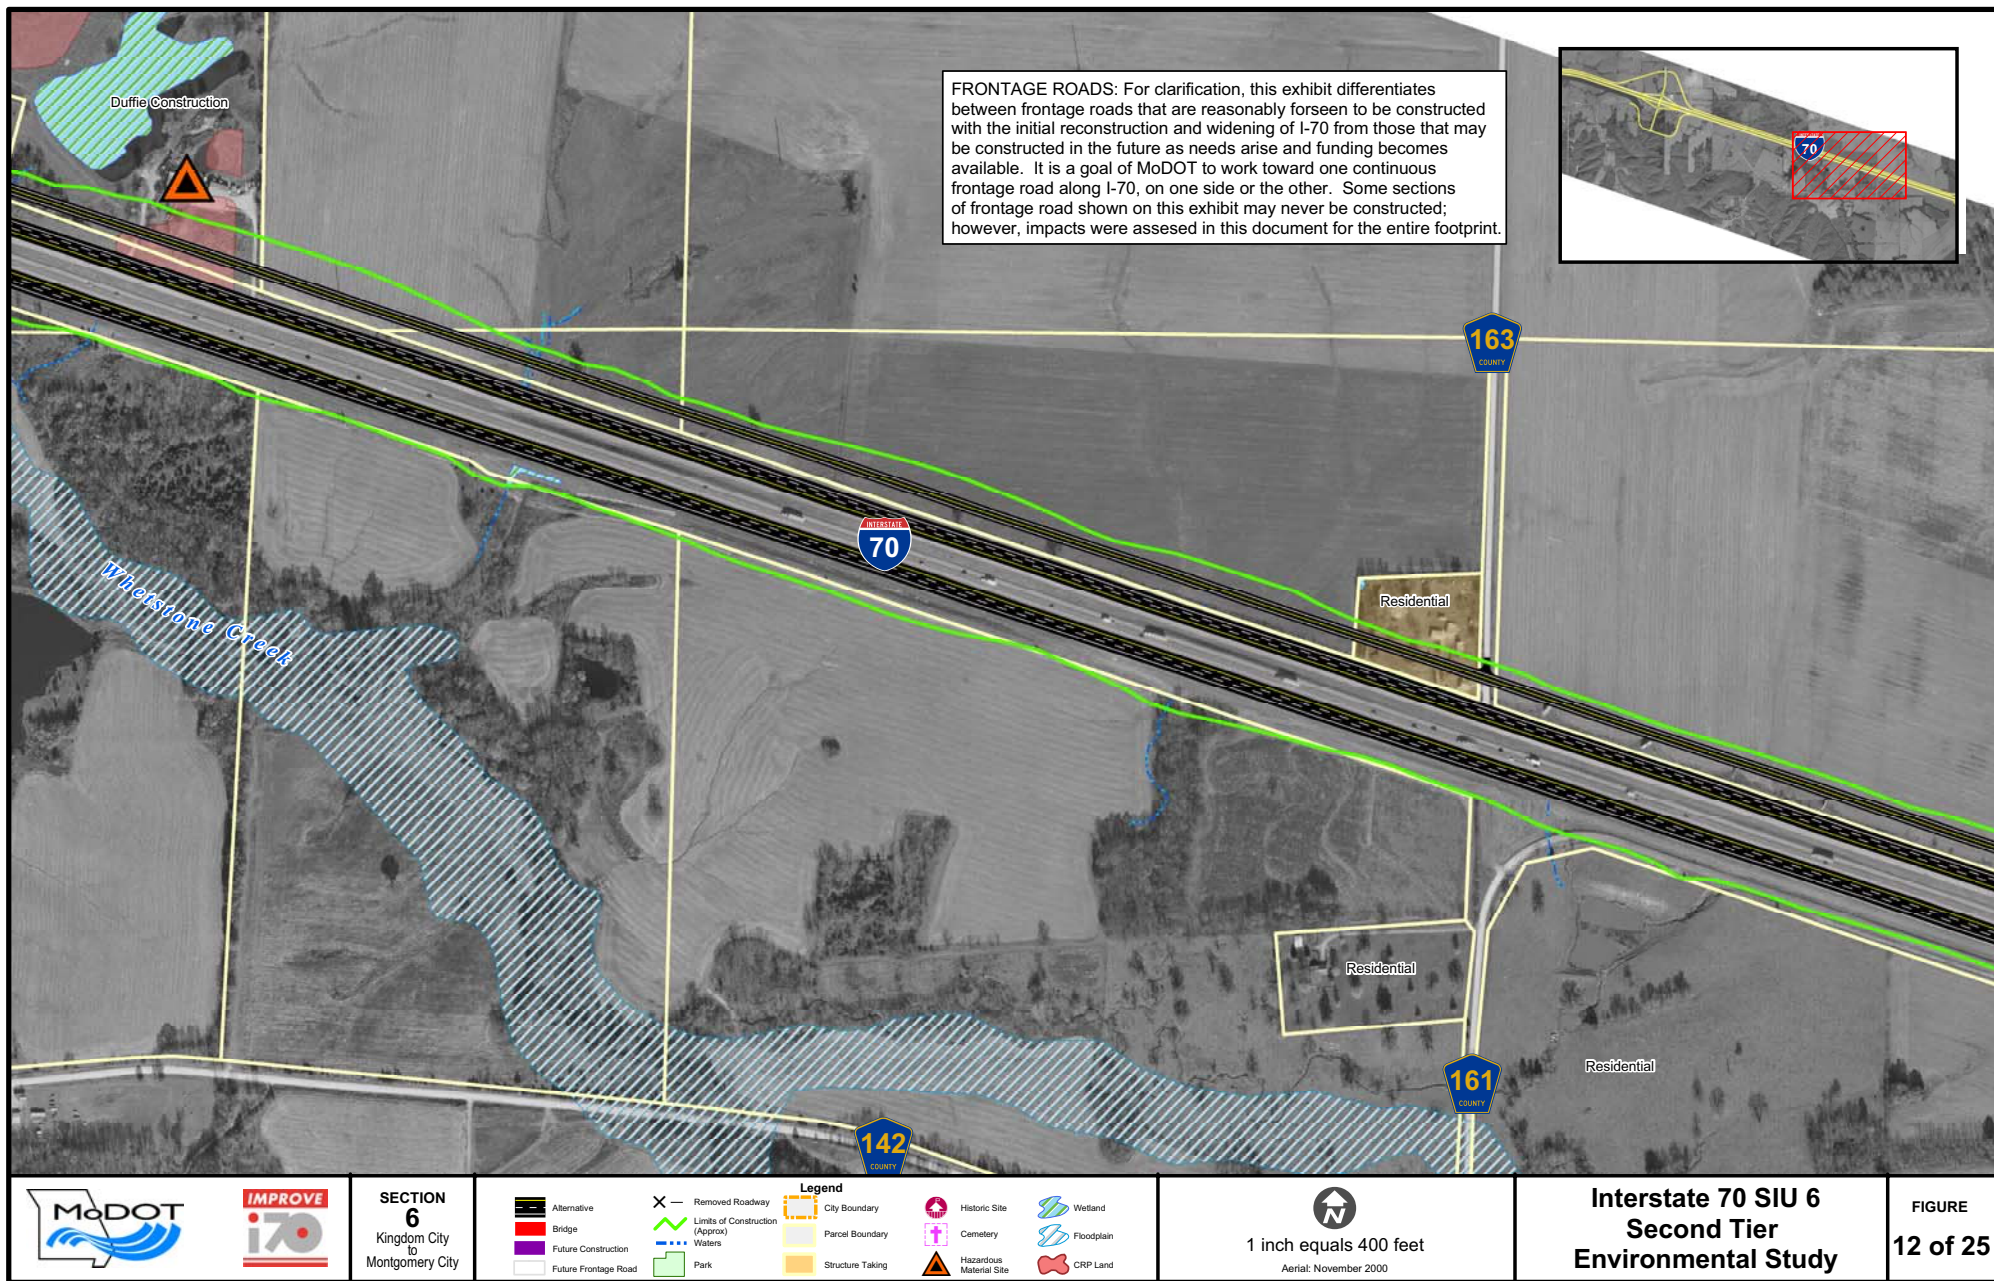 Duffie Construction
FRONTAGE ROADS: For clarification, this exhibit differentiates
between frontage roads that are reasonably forseen to be constructed
with the initial reconstruction and widening of I-70 from those that may
be constructed in the future as needs arise and funding becomes
available. It is a goal of MoDOT to work toward one continuous
frontage road along I-70, on one side or the other. Some sections
of frontage road shown on this exhibit may never be constructed;
however, impacts were assesed in this document for the entire footprint.
70
163
COUNTY
INTERSTATE
70
Residential
Whetstone Creek
Residential
Residential
161
COUNTY
142
COUNTY
MoDOT
IMPROVE
i70
SECTION
6
Kingdom City
to
Montgomery City
Legend
Alternative
Bridge
Future Construction
Future Frontage Road
Removed Roadway
Limits of Construction
(Approx)
Waters
Park
City Boundary
Parcel Boundary
Structure Taking
Historic Site
Cemetery
Hazardous
Material Site
Wetland
Floodplain
CRP Land
N
1 inch equals 400 feet
Aerial: November 2000
Interstate 70 SIU 6
Second Tier
Environmental Study
FIGURE
12 of 25